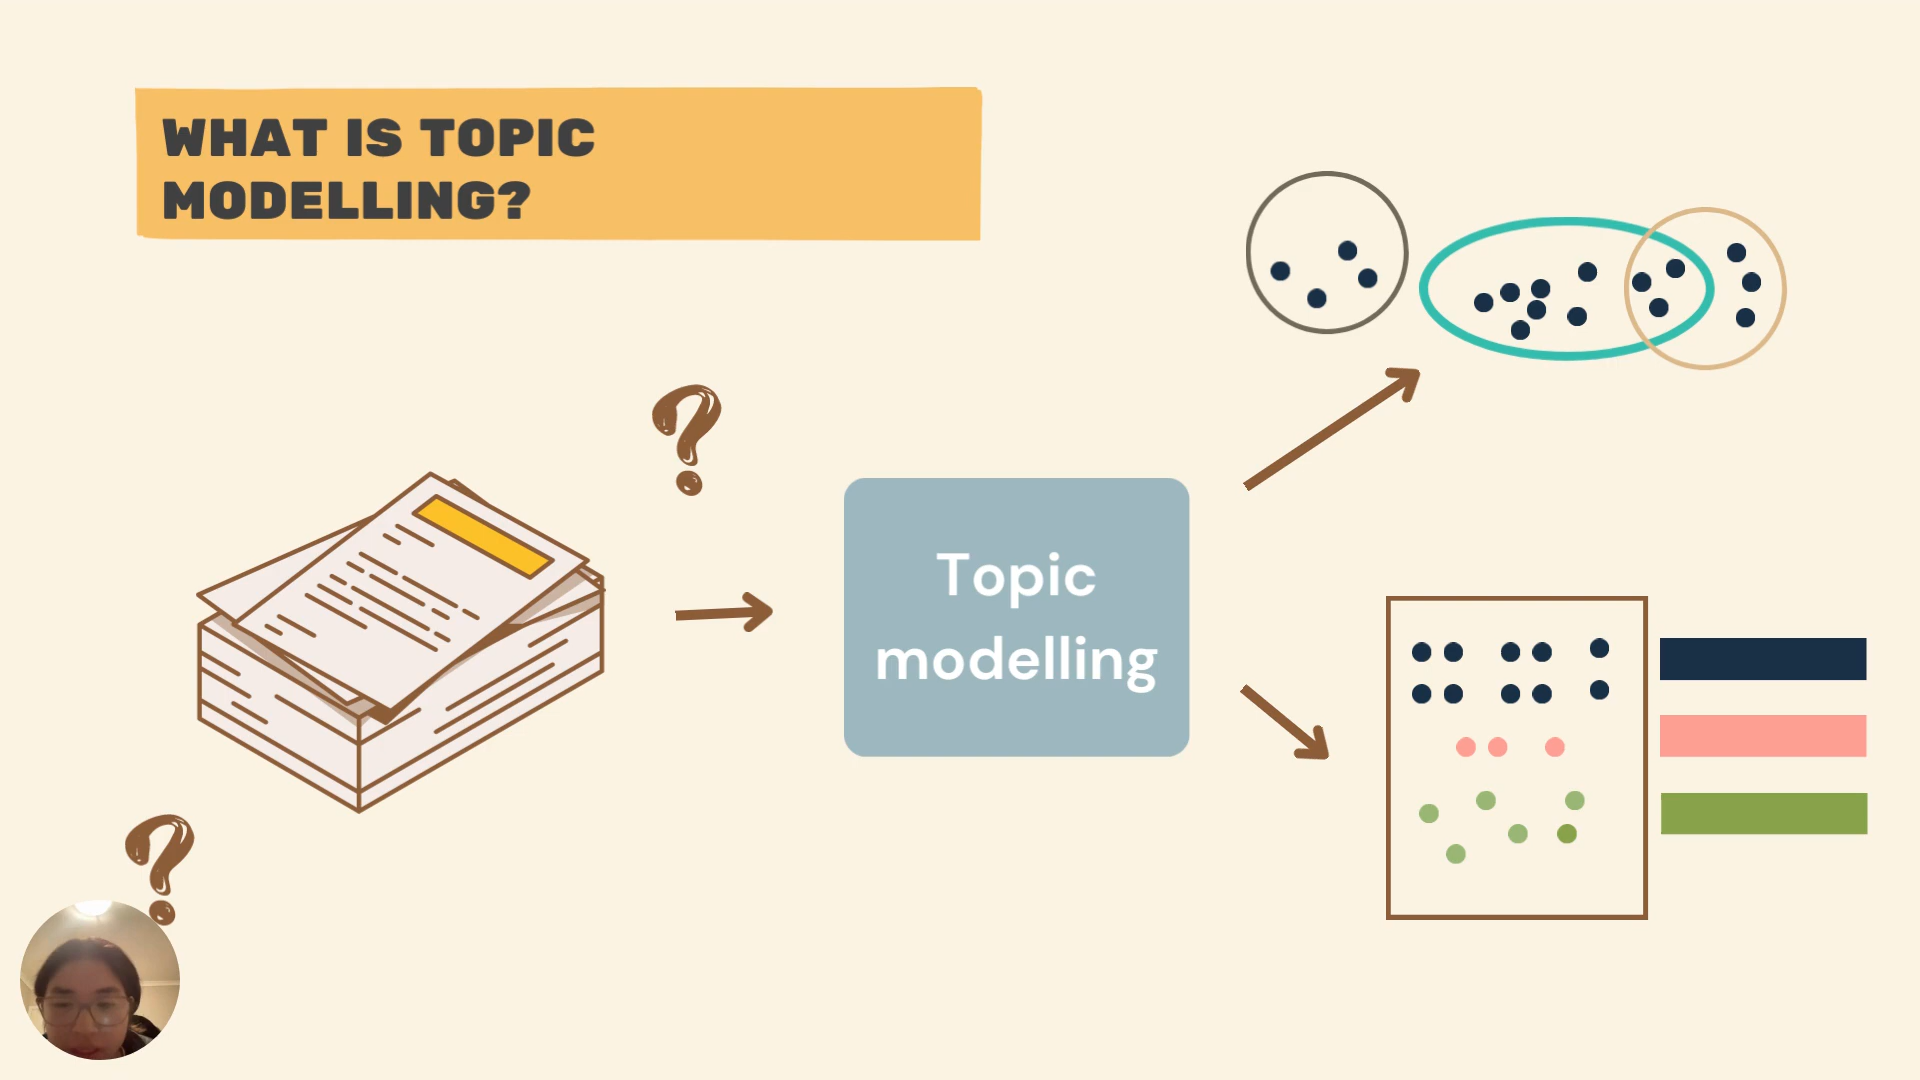 WHAT IS TOPIC
MODELLING?
?
Topic
modelling
?